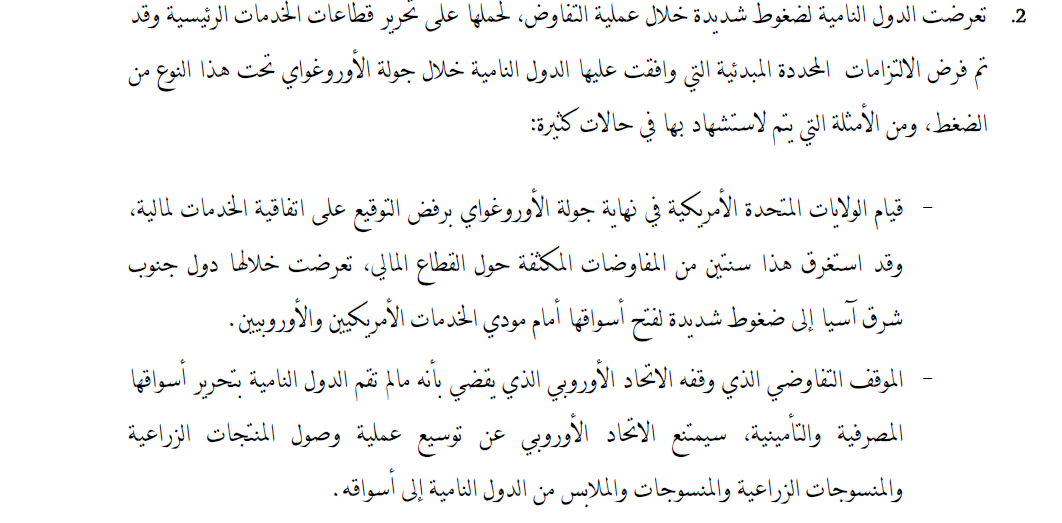 2. تعرضت الدول النامية لضغوط شديدة خلال عملية التفاوض، لحملها على تحرير قطاعات الخدمات الرئيسية وقد
تم فرض الالتزامات المحددة المبدئية التي وافقت عليها الدول النامية خلال جولة الأوروغواي تحت هذا النوع من
الضغط، ومن الأمثلة التي يتم لاستشهاد بها في حالات كثيرة:
- قيام الولايات المتحدة الأمريكية في نهاية جولة الأوروغواي برفض التوقيع على اتفاقية الخدمات لمالية،
وقد استغرق هذا سنتين من المفاوضات المكثفة حول القطاع المالي، تعرضت خلالها دول جنوب
شرق آسيا إلى ضغوط شديدة لفتح أسواقها أمام مودي الخدمات الأمريكيين والأوروبيين.
- الموقف التفاوضي الذي وقفه الاتحاد الأوروبي الذي يقضي بأنه مالم تقم الدول النامية بتحرير أسواقها
المصرفية والتأمينية، سيمتنع الاتحاد الأوروبي عن توسيع عملية وصول المنتجات الزراعية
والمنسوجات الزراعية والمنسوجات والملابس من الدول النامية إلى أسواقه.